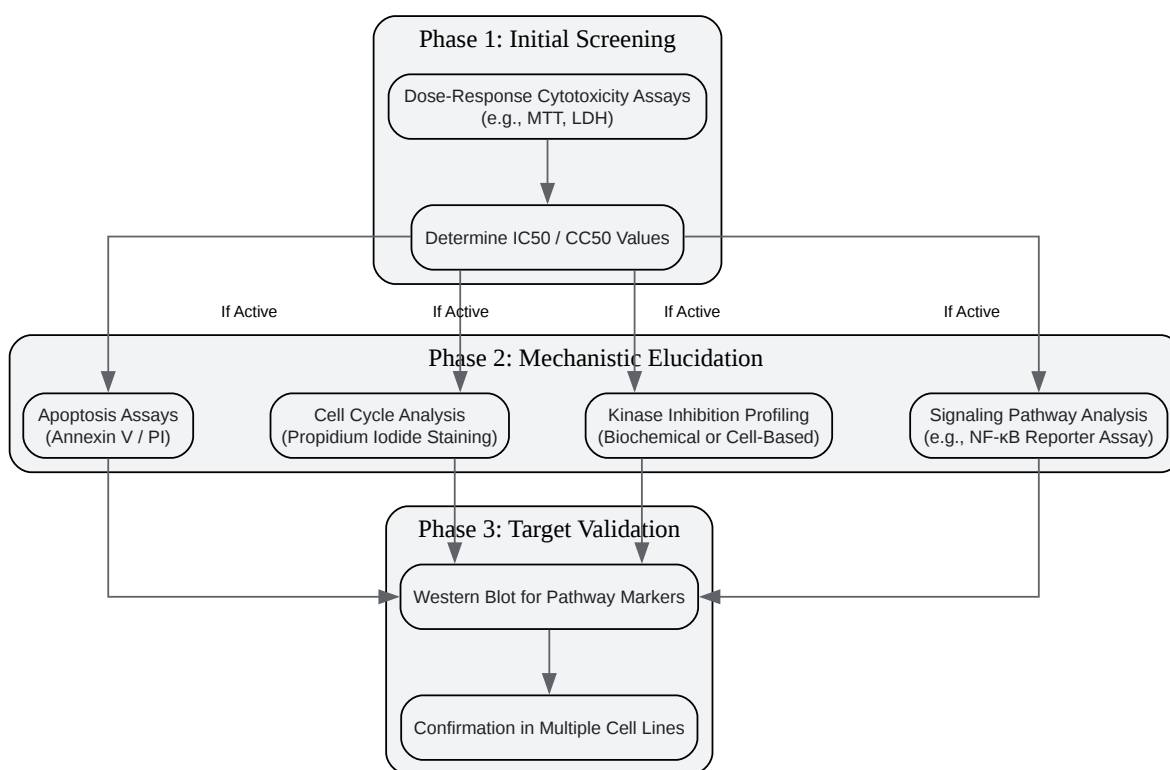 Phase 1: Initial Screening
Dose-Response Cytotoxicity Assays
(e.g., MTT, LDH)
Determine IC50 / CC50 Values
If Active
If Active
If Active
If Active
Phase 2: Mechanistic Elucidation
Apoptosis Assays
(Annexin V / PI)
Cell Cycle Analysis
(Propidium Iodide Staining)
Kinase Inhibition Profiling
(Biochemical or Cell-Based)
Signaling Pathway Analysis
(e.g., NF-κB Reporter Assay)
Phase 3: Target Validation
Western Blot for Pathway Markers
Confirmation in Multiple Cell Lines